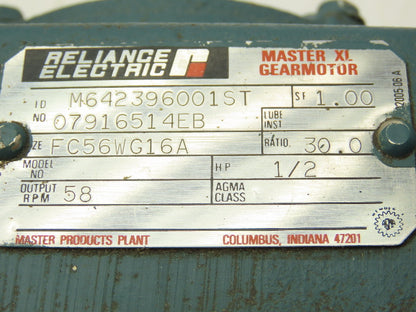 RELIANCE ELECTRIC MASTER XL GEARMOTOR
ID NO M642396001ST SF 1.00
07916514EB LUBE INST
ZE FC56WG16A RATIO. 30.0
MODEL NO HP 1/2
OUTPUT RPM 58 AGMA CLASS
MASTER PRODUCTS PLANT COLUMBUS, INDIANA 47201